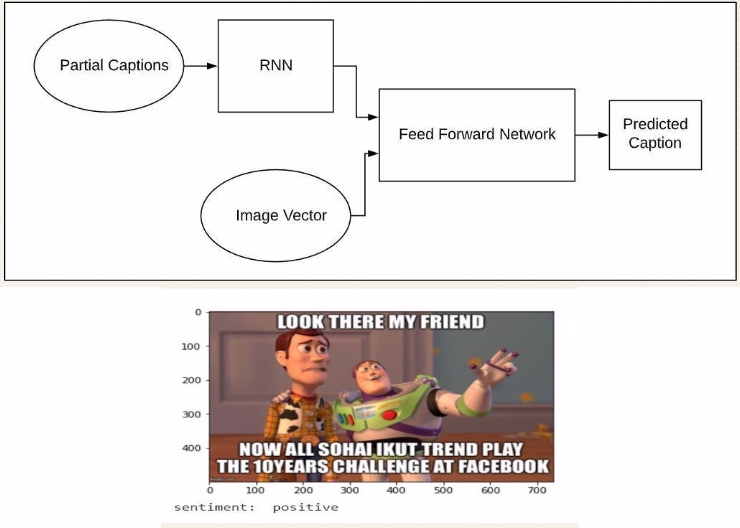 Partial Captions
RNN
Feed Forward Network
Predicted
Caption
Image Vector
0
100
200
300
400
LOOK THERE MY FRIEND
NOW ALL SOHAI IKUT TREND PLAY
THE 10YEARS CHALLENGE AT FACEBOOK
0 100 200 300 400 500 600 700
sentiment: positive